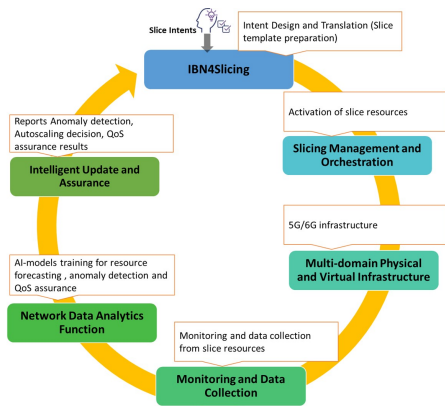 Slice Intents
Intent Design and Translation (Slice
template preparation)
IBN4Slicing
Activation of slice resources
Slicing Management and
Orchestration
5G/6G infrastructure
Multi-domain Physical
and Virtual Infrastructure
Monitoring and data collection
from slice resources
Monitoring and Data
Collection
AI-models training for resource
forecasting , anomaly detection and
QoS assurance
Network Data Analytics
Function
Reports Anomaly detection,
Autoscaling decision, QoS
assurance results
Intelligent Update and
Assurance